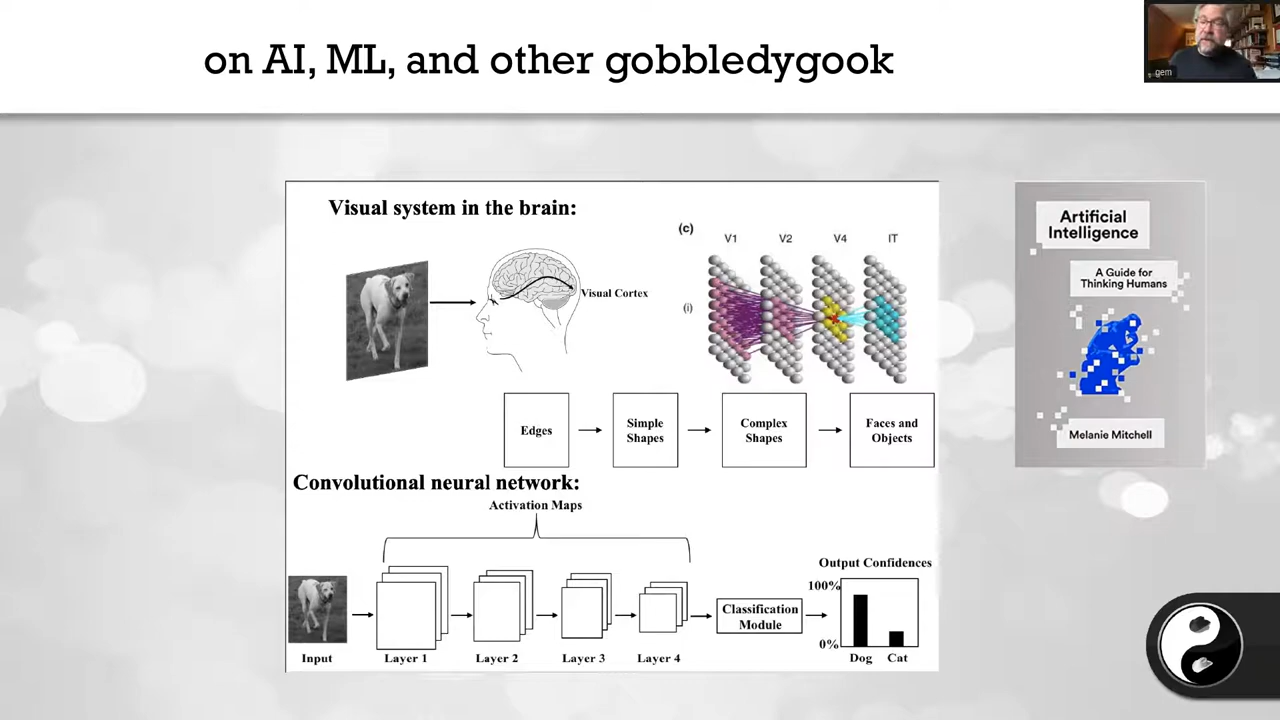 on AI, ML, and other gobbledygook
gem
Visual system in the brain:
Visual Cortex
(c)
V1 V2 V4 IT
(i)
Edges
Simple
Shapes
Complex
Shapes
Faces and
Objects
Convolutional neural network:
Activation Maps
Input
Layer 1
Layer 2
Layer 3
Layer 4
Classification
Module
Output Confidences
100%
0%
Dog Cat
Artificial
Intelligence
A Guide for
Thinking Humans
Melanie Mitchell